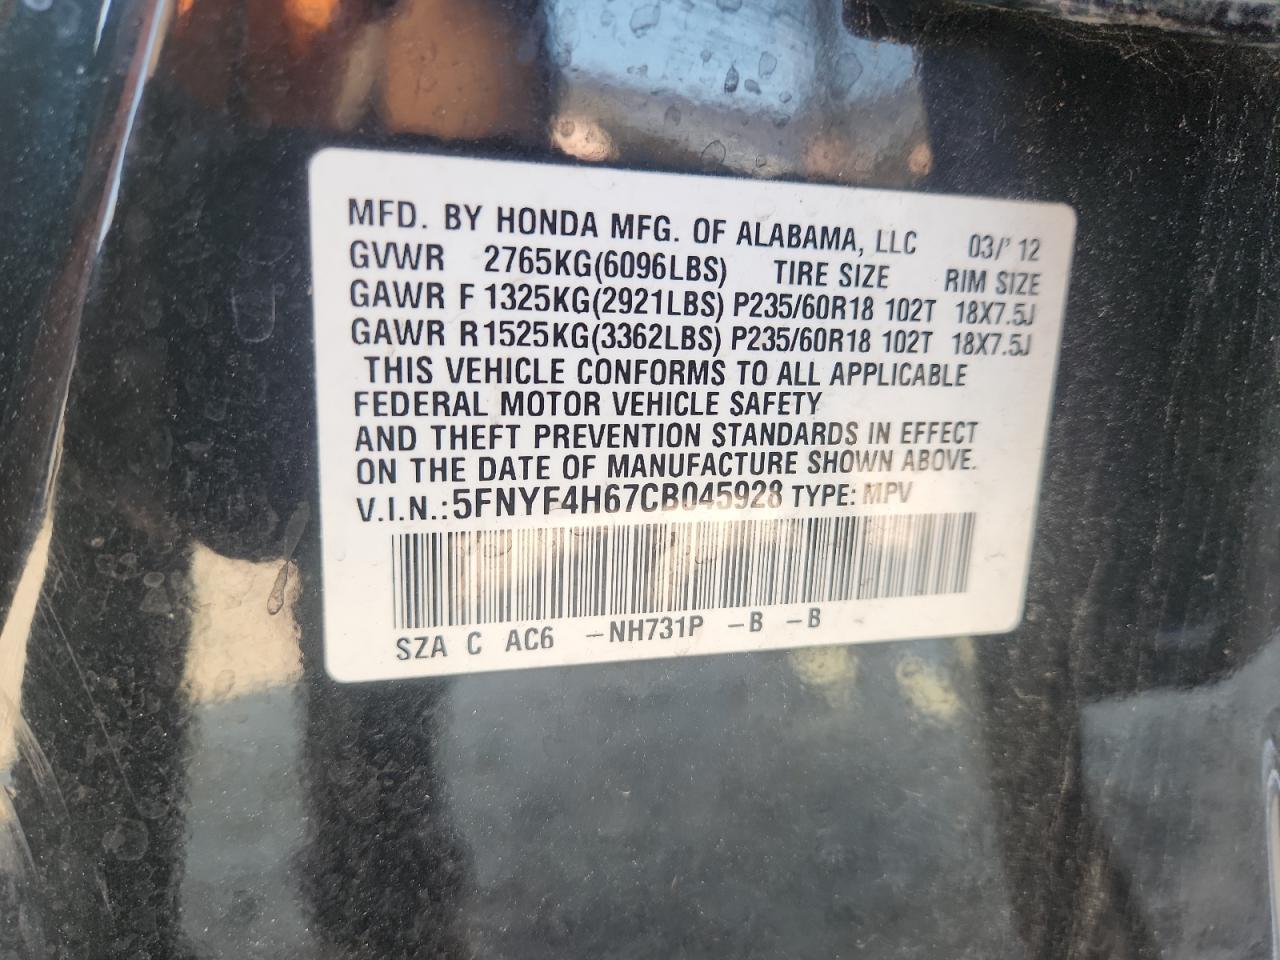 MFD. BY HONDA MFG. OF ALABAMA, LLC 03/' 12
GVWR 2765KG(6096LBS) TIRE SIZE RIM SIZE
GAWR F 1325KG(2921LBS) P235/60R18 102T 18X7.5J
GAWR R1525KG(3362LBS) P235/60R18 102T 18X7.5J
THIS VEHICLE CONFORMS TO ALL APPLICABLE
FEDERAL MOTOR VEHICLE SAFETY
AND THEFT PREVENTION STANDARDS IN EFFECT
ON THE DATE OF MANUFACTURE SHOWN ABOVE.
V.I.N.:5FNYF4H67CB045928 TYPE: MPV
SZA C AC6 -NH731P -B -B